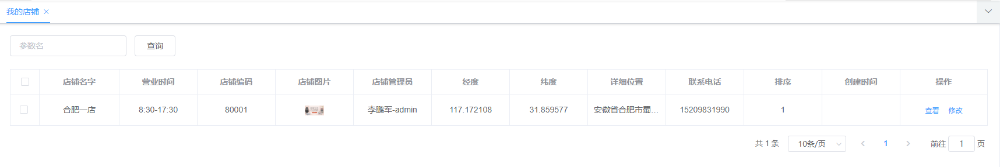 我的店铺
参数名 查询
店铺名字 营业时间 店铺编码 店铺图片 店铺管理员 经度 纬度 详细位置 联系电话 排序 创建时间 操作
合肥一店 8:30-17:30 80001 李鹏军-admin 117.172108 31.859577 安徽省合肥市蜀... 15209831990 1 查看 修改
共 1 条 10条/页 1 前往 1 页